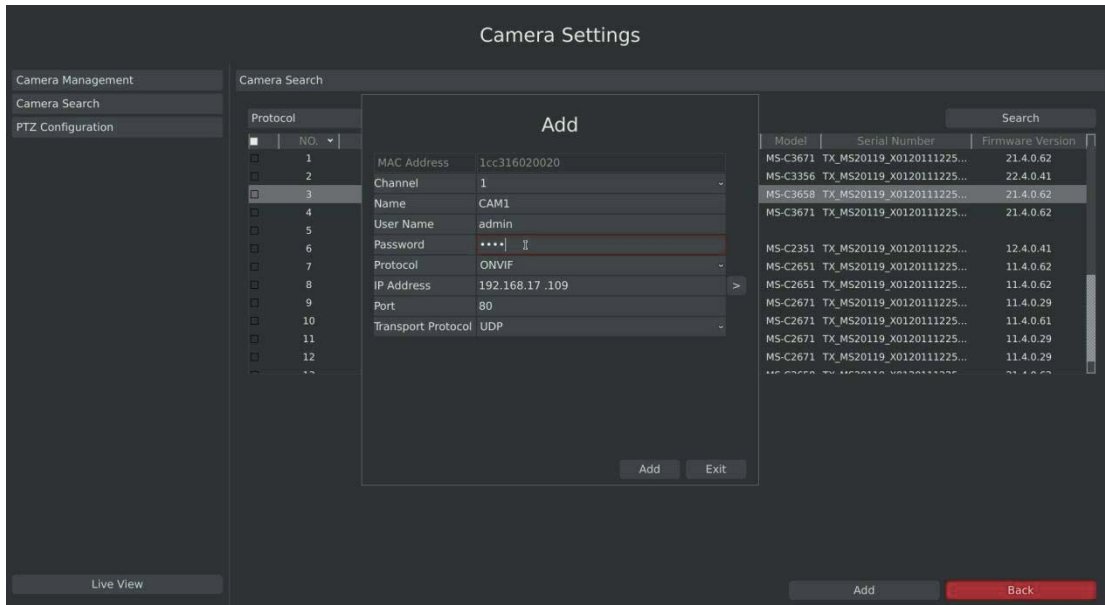 Camera Settings
Camera Management
Camera Search
PTZ Configuration
Camera Search
Protocol
Search
NO.
Model Serial Number Firmware Version
1 MS-C3671 TX_MS20119_X0120111225... 21.4.0.62
2 MS-C3356 TX_MS20119_X0120111225... 22.4.0.41
3 MS-C3658 TX_MS20119_X0120111225... 21.4.0.62
4 MS-C3671 TX_MS20119_X0120111225... 21.4.0.62
5
6 MS-C2351 TX_MS20119_X0120111225... 12.4.0.41
7 MS-C2651 TX_MS20119_X0120111225... 11.4.0.62
8 MS-C2651 TX_MS20119_X0120111225... 11.4.0.62
9 MS-C2671 TX_MS20119_X0120111225... 11.4.0.29
10 MS-C2671 TX_MS20119_X0120111225... 11.4.0.61
11 MS-C2671 TX_MS20119_X0120111225... 11.4.0.29
12 MS-C2671 TX_MS20119_X0120111225... 11.4.0.29
Add
MAC Address 1cc316020020
Channel 1
Name CAM1
User Name admin
Password ••••
Protocol ONVIF
IP Address 192.168.17 .109 >
Port 80
Transport Protocol UDP
Add Exit
Live View
Add Back